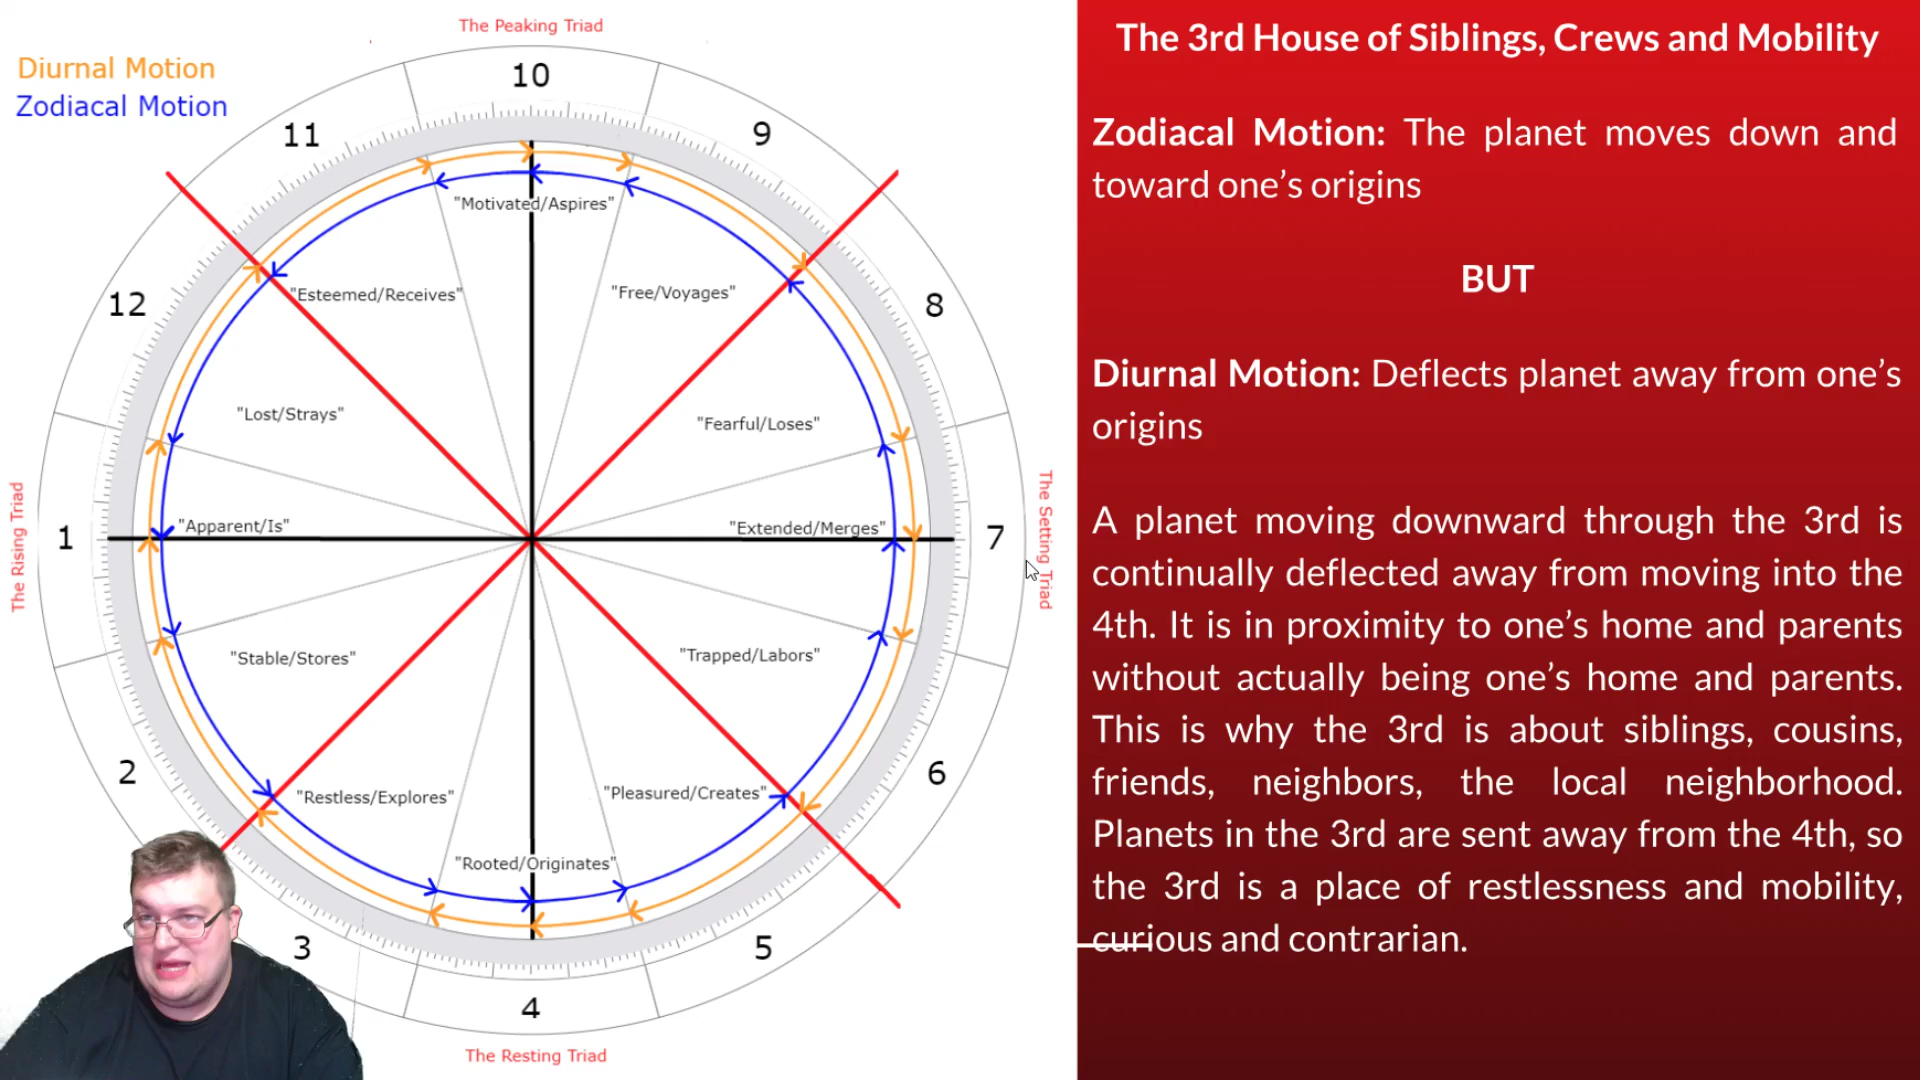 The Peaking Triad
Diurnal Motion
Zodiacal Motion
10
11
9
12
8
1
7
2
6
3
5
4
"Motivated/Aspires"
"Esteemed/Receives"
"Free/Voyages"
"Lost/Strays"
"Fearful/Loses"
"Apparent/Is"
"Extended/Merges"
"Stable/Stores"
"Trapped/Labors"
"Restless/Explores"
"Pleasured/Creates"
"Rooted/Originates"
The Rising Triad
The Setting Triad
The Resting Triad
The 3rd House of Siblings, Crews and Mobility
Zodiacal Motion: The planet moves down and
toward one's origins
BUT
Diurnal Motion: Deflects planet away from one's
origins
A planet moving downward through the 3rd is
continually deflected away from moving into the
4th. It is in proximity to one's home and parents
without actually being one's home and parents.
This is why the 3rd is about siblings, cousins,
friends, neighbors, the local neighborhood.
Planets in the 3rd are sent away from the 4th, so
the 3rd is a place of restlessness and mobility,
curious and contrarian.